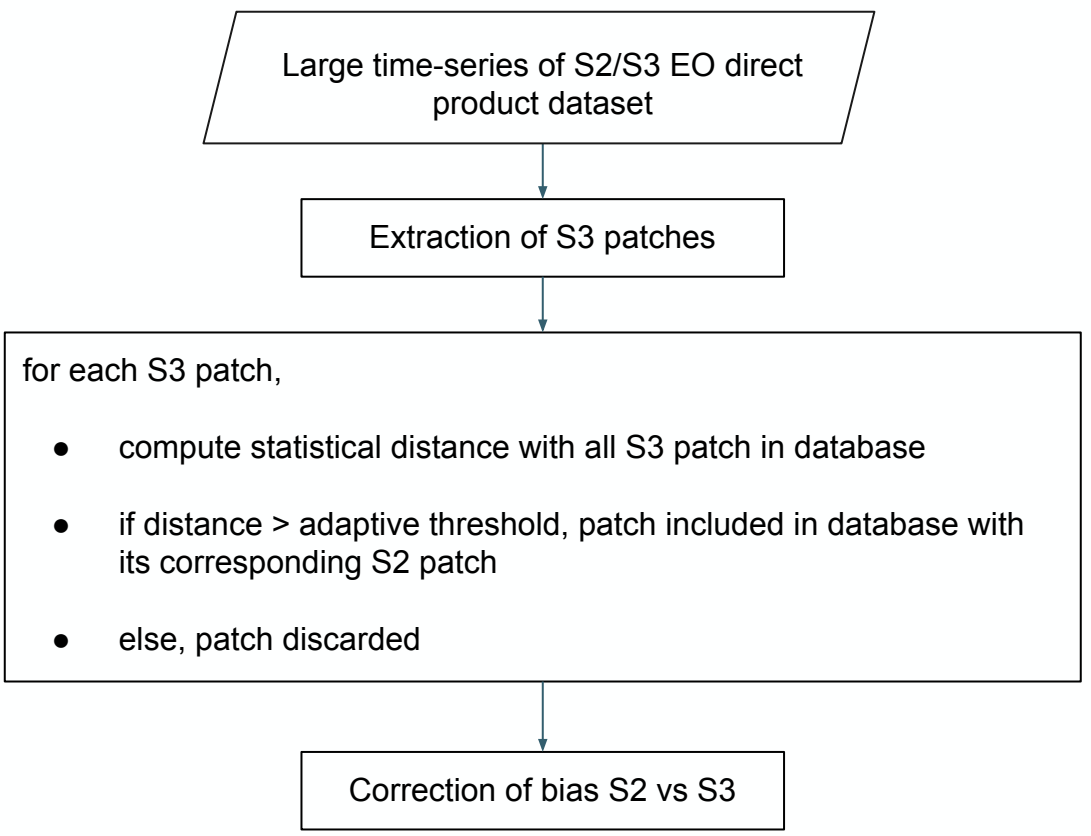 Large time-series of S2/S3 EO direct
product dataset
Extraction of S3 patches
for each S3 patch,
● compute statistical distance with all S3 patch in database
● if distance > adaptive threshold, patch included in database with
its corresponding S2 patch
● else, patch discarded
Correction of bias S2 vs S3